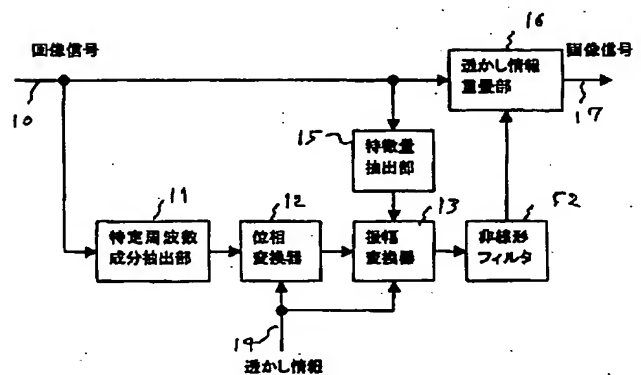 16
画像信号
画像信号
透かし情報
重畳部
10
17
15
特徴量
抽出部
11
12
13
52
特定周波数
成分抽出部
位相
変換器
振幅
変換器
非線形
フィルタ
14
透かし情報